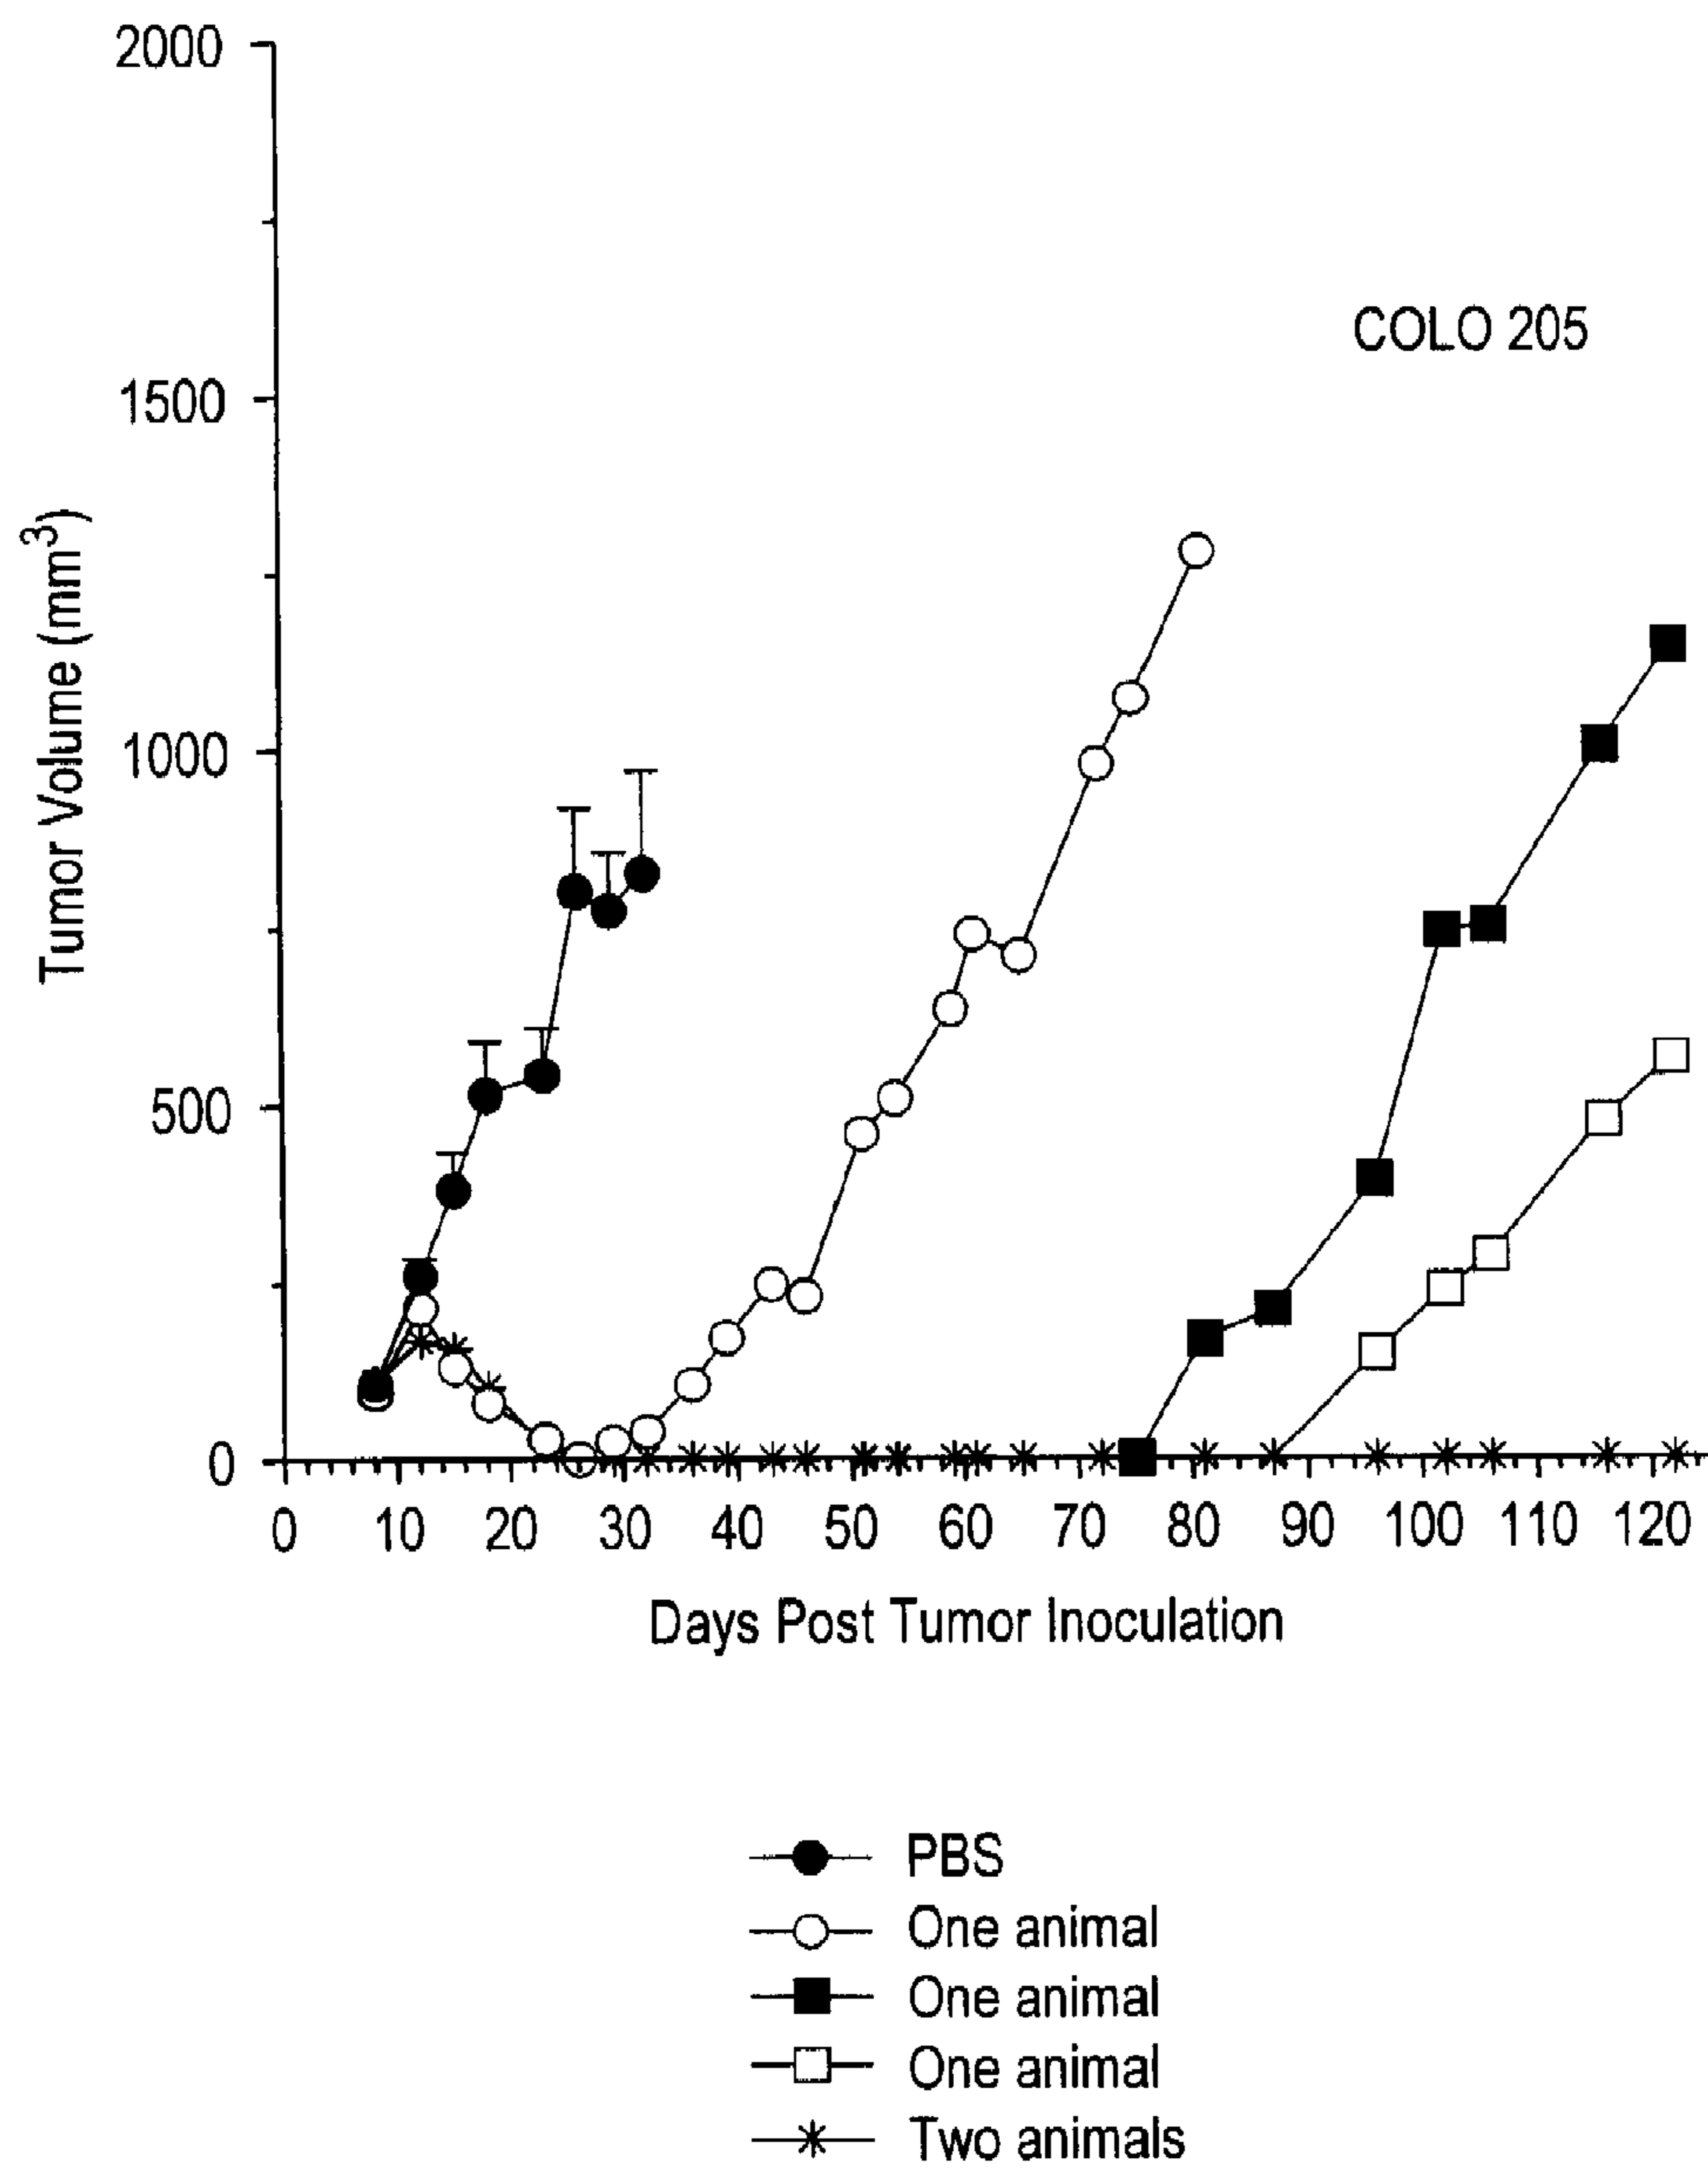 2000
1500
1000
500
0
Tumor Volume (mm³)
COLO 205
0 10 20 30 40 50 60 70 80 90 100 110 120
Days Post Tumor Inoculation
PBS
One animal
One animal
One animal
Two animals